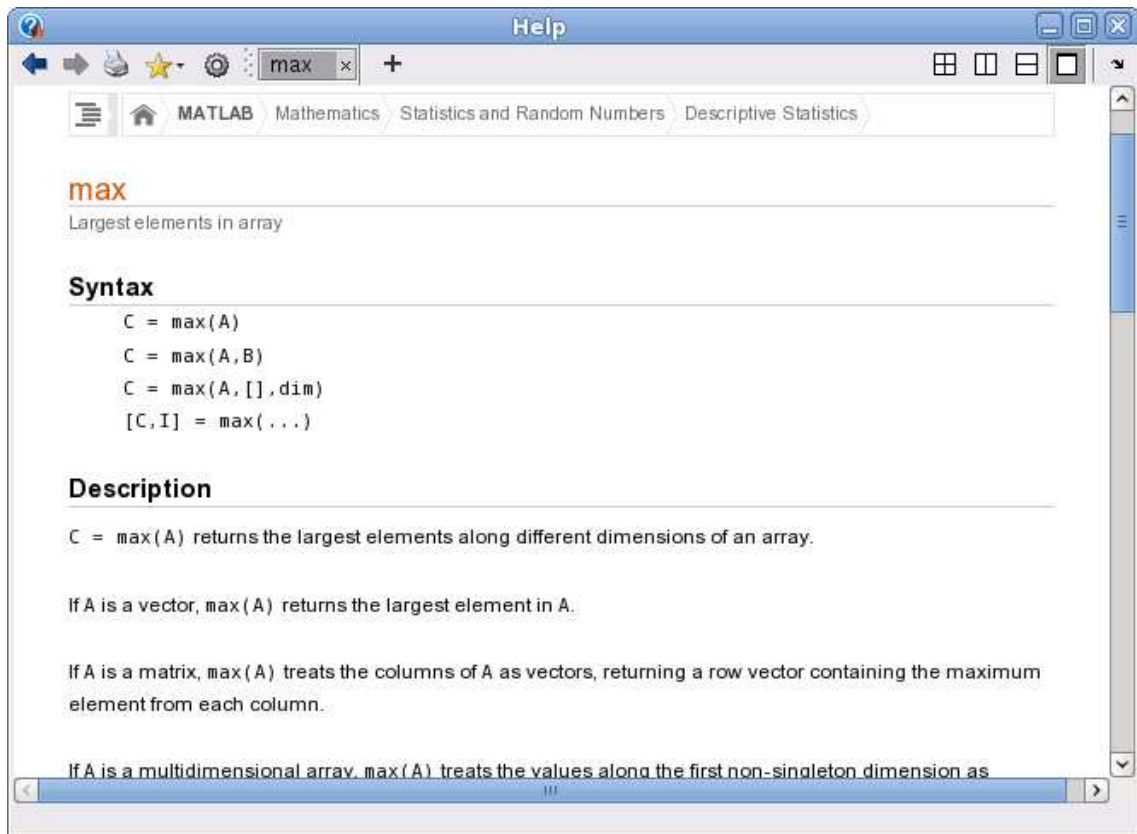 Help
max
MATLAB Mathematics Statistics and Random Numbers Descriptive Statistics
max
Largest elements in array
Syntax
C = max(A)
C = max(A,B)
C = max(A,[],dim)
[C,I] = max(...)
Description
C = max(A) returns the largest elements along different dimensions of an array.
If A is a vector, max(A) returns the largest element in A.
If A is a matrix, max(A) treats the columns of A as vectors, returning a row vector containing the maximum
element from each column.
If A is a multidimensional array, max(A) treats the values along the first non-singleton dimension as